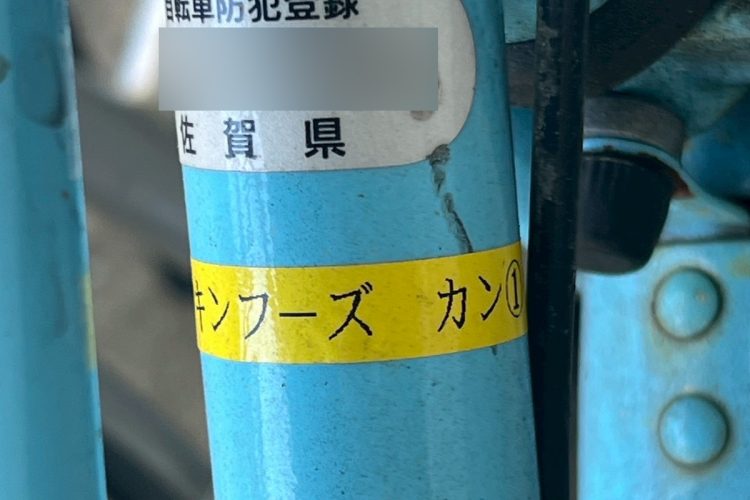 自転車防犯登録
佐賀県
キンフーズ カン①